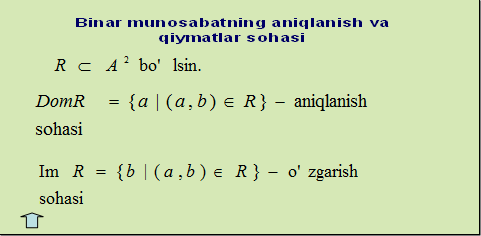 Binar munosabatning aniqlanish va
qiymatlar sohasi
R ⊂ A² bo' lsin.
DomR = {a | (a,b) ∈ R} – aniqlanish
sohasi
Im R = {b | (a,b) ∈ R} – o' zgarish
sohasi